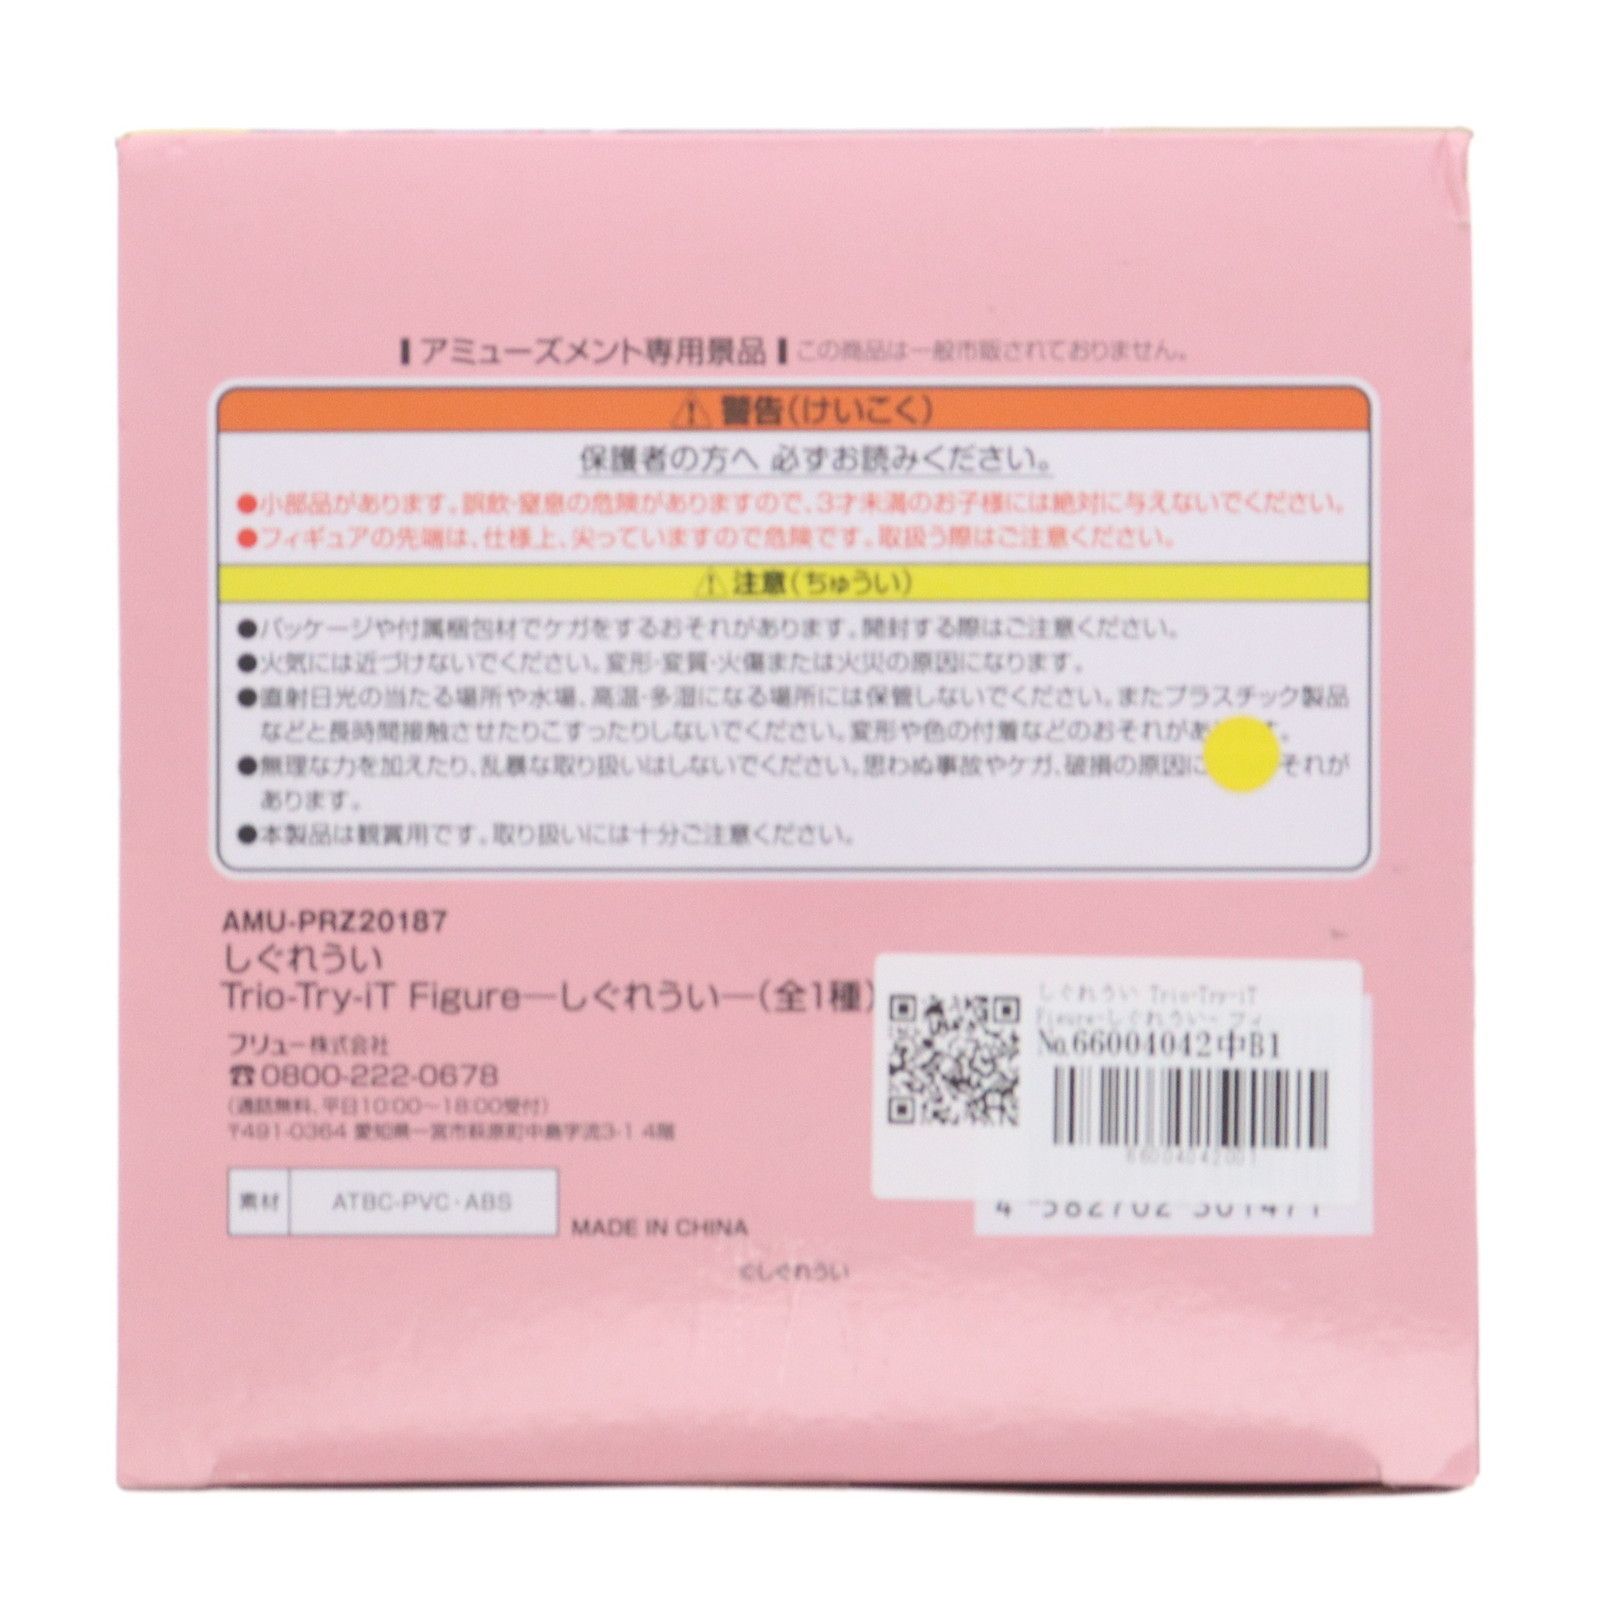 アミューズメント専用景品 この商品は一般市販されておりません。
⚠警告(けいこく)
保護者の方へ 必ずお読みください。
●小部品があります。誤飲・窒息の危険がありますので、3才未満のお子様には絶対に与えないでください。
●フィギュアの先端は、仕様上、尖っていますので危険です。取扱う際はご注意ください。
⚠注意(ちゅうい)
●パッケージや付属梱包材でケガをするおそれがあります。開封する際はご注意ください。
●火気には近づけないでください。変形・変質・火傷または火災の原因になります。
●直射日光の当たる場所や水場、高温・多湿になる場所には保管しないでください。またプラスチック製品
などと長時間接触させたりこすったりしないでください。変形や色の付着などのおそれがあ す。
●無理な力を加えたり、乱暴な取り扱いはしないでください。思わぬ事故やケガ、破損の原因に それが
あります。
●本製品は観賞用です。取り扱いには十分ご注意ください。
AMU-PRZ20187
しぐれうい
Trio-Try-iT Figure―しぐれうい―(全1種)
フリュー株式会社
☎0800-222-0678
(通話無料、平日10:00〜18:00受付)
〒491-0364 愛知県一宮市萩原町中島字流3-1 4階
素材 ATBC-PVC・ABS
MADE IN CHINA
©しぐれうい
しぐれうい Trio-Try-iT
Figure-しぐれうい- フィ
No.66004042中B1
66004042001
4 582702 301471